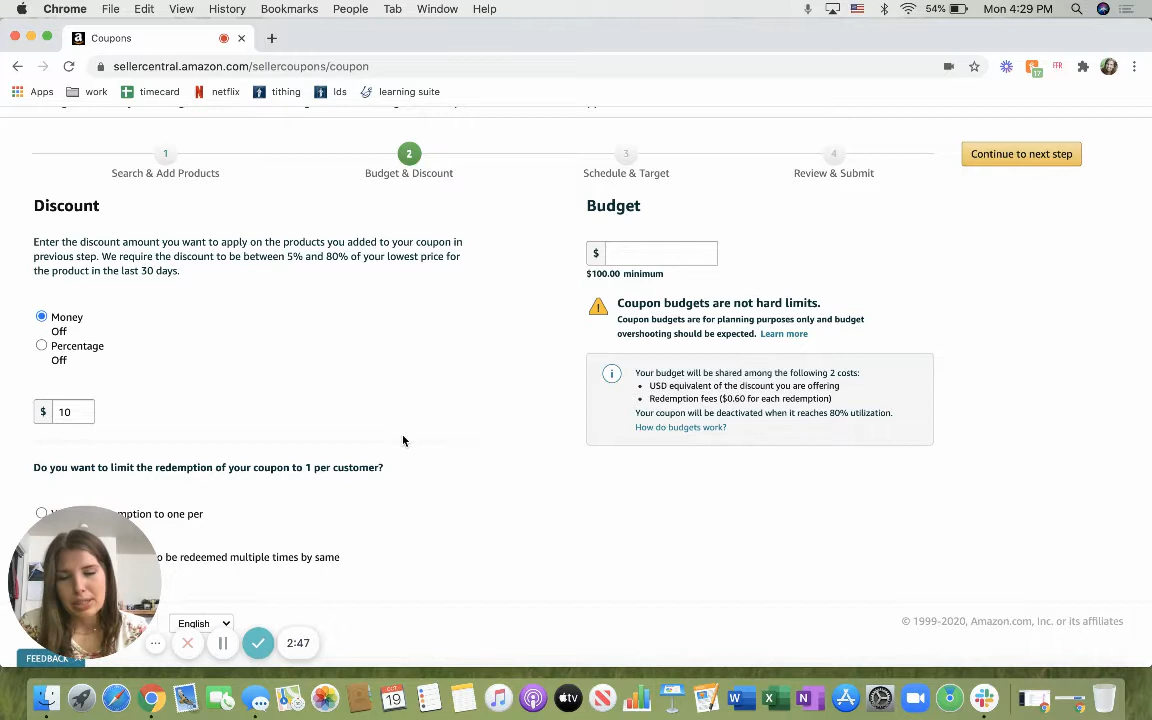 Chrome File Edit View History Bookmarks People Tab Window Help 54% Mon 4:29 PM
Coupons
sellercentral.amazon.com/sellercoupons/coupon
Apps work timecard netflix tithing lds learning suite
1 2 3 4
Continue to next step
Search & Add Products Budget & Discount Schedule & Target Review & Submit
Discount
Enter the discount amount you want to apply on the products you added to your coupon in
previous step. We require the discount to be between 5% and 80% of your lowest price for
the product in the last 30 days.
Money
Off
Percentage
Off
$ 10
Do you want to limit the redemption of your coupon to 1 per customer?
mption to one per
o be redeemed multiple times by same
Budget
$
$100.00 minimum
Coupon budgets are not hard limits.
Coupon budgets are for planning purposes only and budget
overshooting should be expected. Learn more
Your budget will be shared among the following 2 costs:
• USD equivalent of the discount you are offering
• Redemption fees ($0.60 for each redemption)
Your coupon will be deactivated when it reaches 80% utilization.
How do budgets work?
English
© 1999-2020, Amazon.com, Inc. or its affiliates
2:47
FEEDBACK